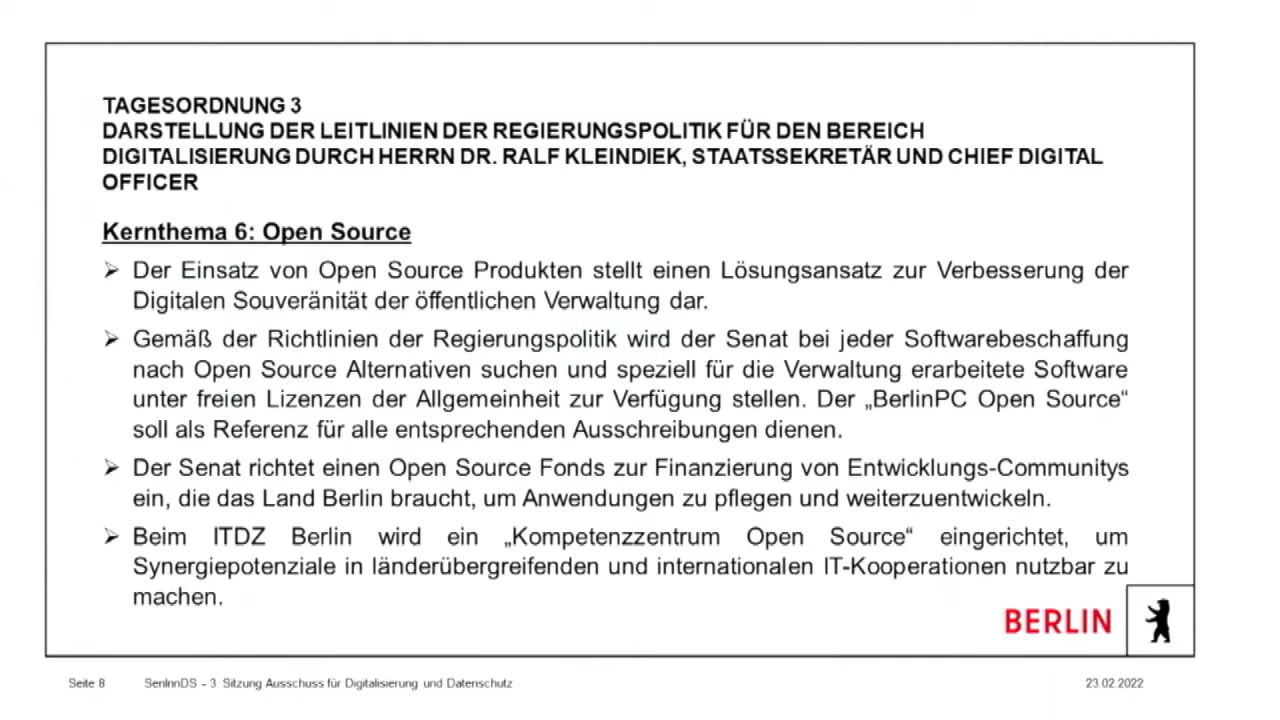 TAGESORDNUNG 3
DARSTELLUNG DER LEITLINIEN DER REGIERUNGSPOLITIK FÜR DEN BEREICH
DIGITALISIERUNG DURCH HERRN DR. RALF KLEINDIEK, STAATSSEKRETÄR UND CHIEF DIGITAL
OFFICER
Kernthema 6: Open Source
➢ Der Einsatz von Open Source Produkten stellt einen Lösungsansatz zur Verbesserung der
Digitalen Souveränität der öffentlichen Verwaltung dar.
➢ Gemäß der Richtlinien der Regierungspolitik wird der Senat bei jeder Softwarebeschaffung
nach Open Source Alternativen suchen und speziell für die Verwaltung erarbeitete Software
unter freien Lizenzen der Allgemeinheit zur Verfügung stellen. Der „BerlinPC Open Source“
soll als Referenz für alle entsprechenden Ausschreibungen dienen.
➢ Der Senat richtet einen Open Source Fonds zur Finanzierung von Entwicklungs-Communitys
ein, die das Land Berlin braucht, um Anwendungen zu pflegen und weiterzuentwickeln.
➢ Beim ITDZ Berlin wird ein „Kompetenzzentrum Open Source“ eingerichtet, um
Synergiepotenziale in länderübergreifenden und internationalen IT-Kooperationen nutzbar zu
machen.
BERLIN
Seite 8 SenInnDS - 3. Sitzung Ausschuss für Digitalisierung und Datenschutz 23.02.2022